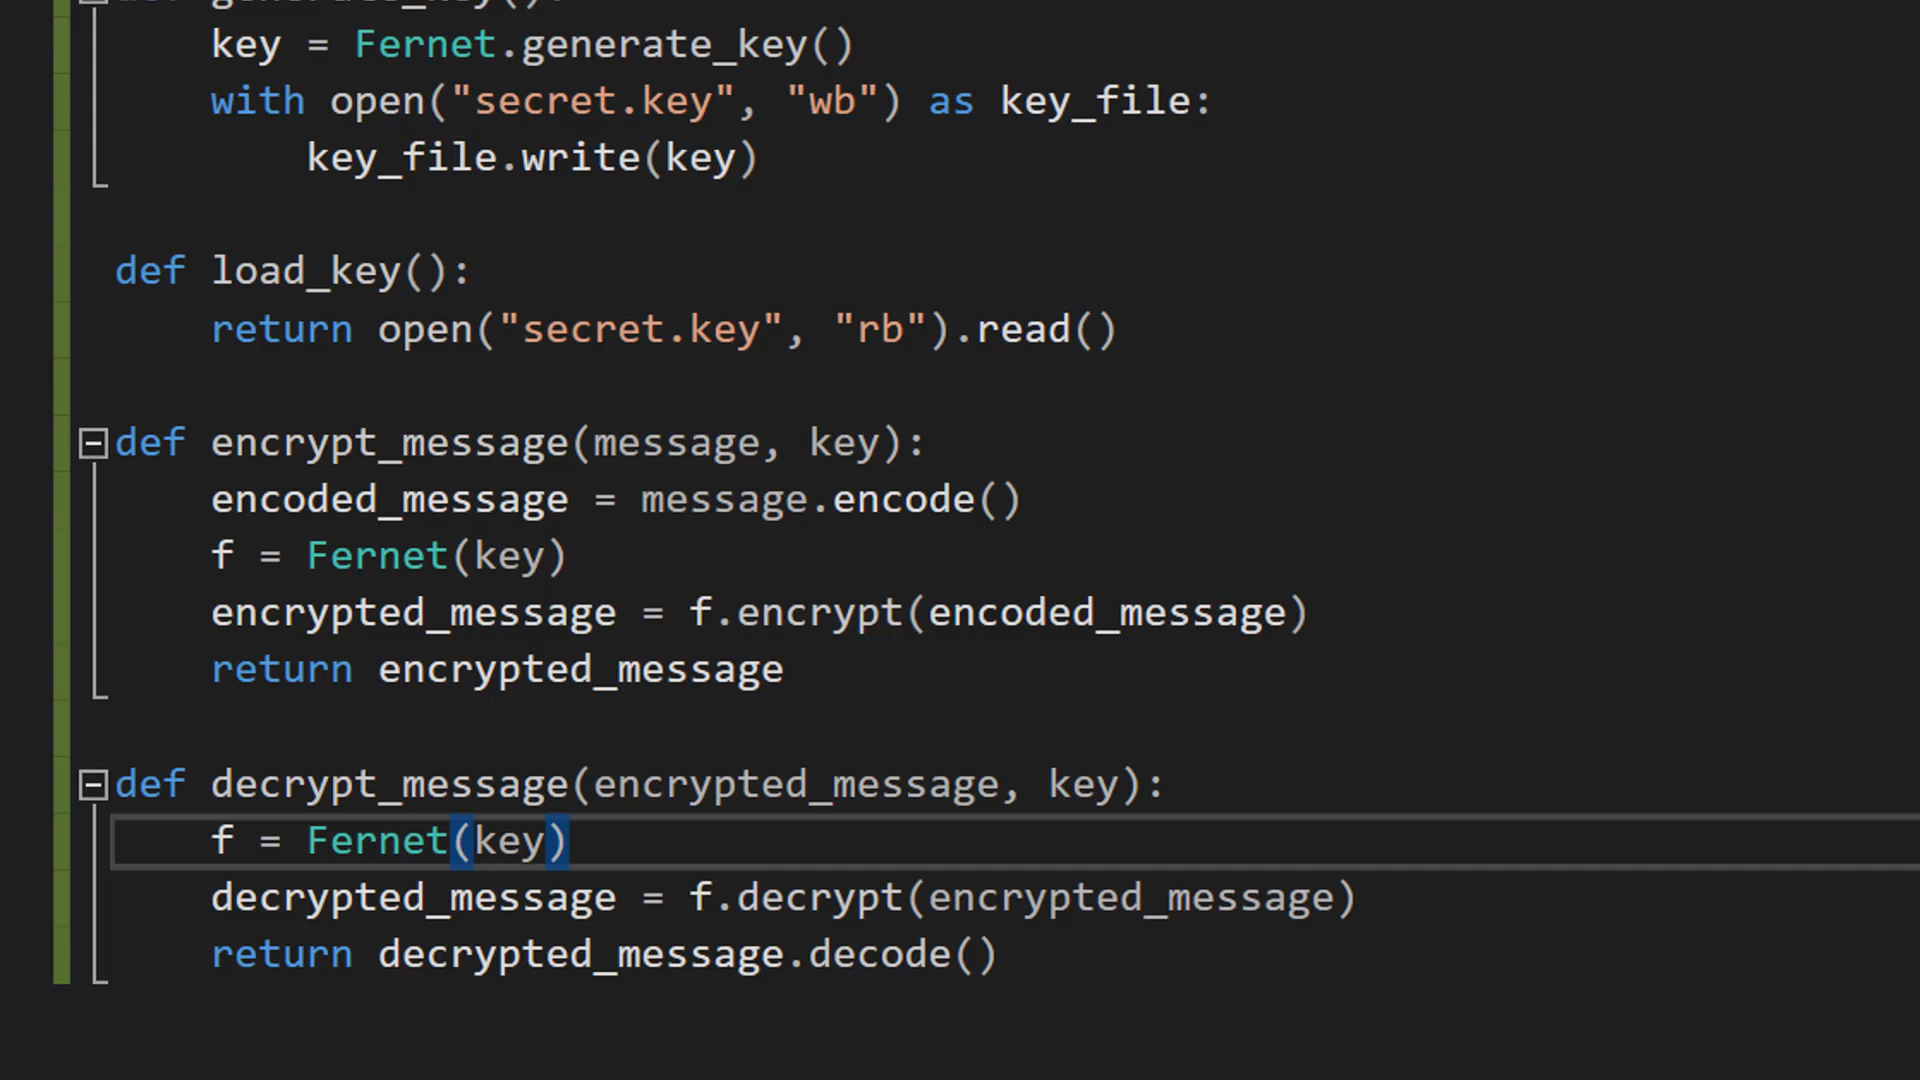 def generate_key():
key = Fernet.generate_key()
with open("secret.key", "wb") as key_file:
key_file.write(key)
def load_key():
return open("secret.key", "rb").read()
def encrypt_message(message, key):
encoded_message = message.encode()
f = Fernet(key)
encrypted_message = f.encrypt(encoded_message)
return encrypted_message
def decrypt_message(encrypted_message, key):
f = Fernet(key)
decrypted_message = f.decrypt(encrypted_message)
return decrypted_message.decode()